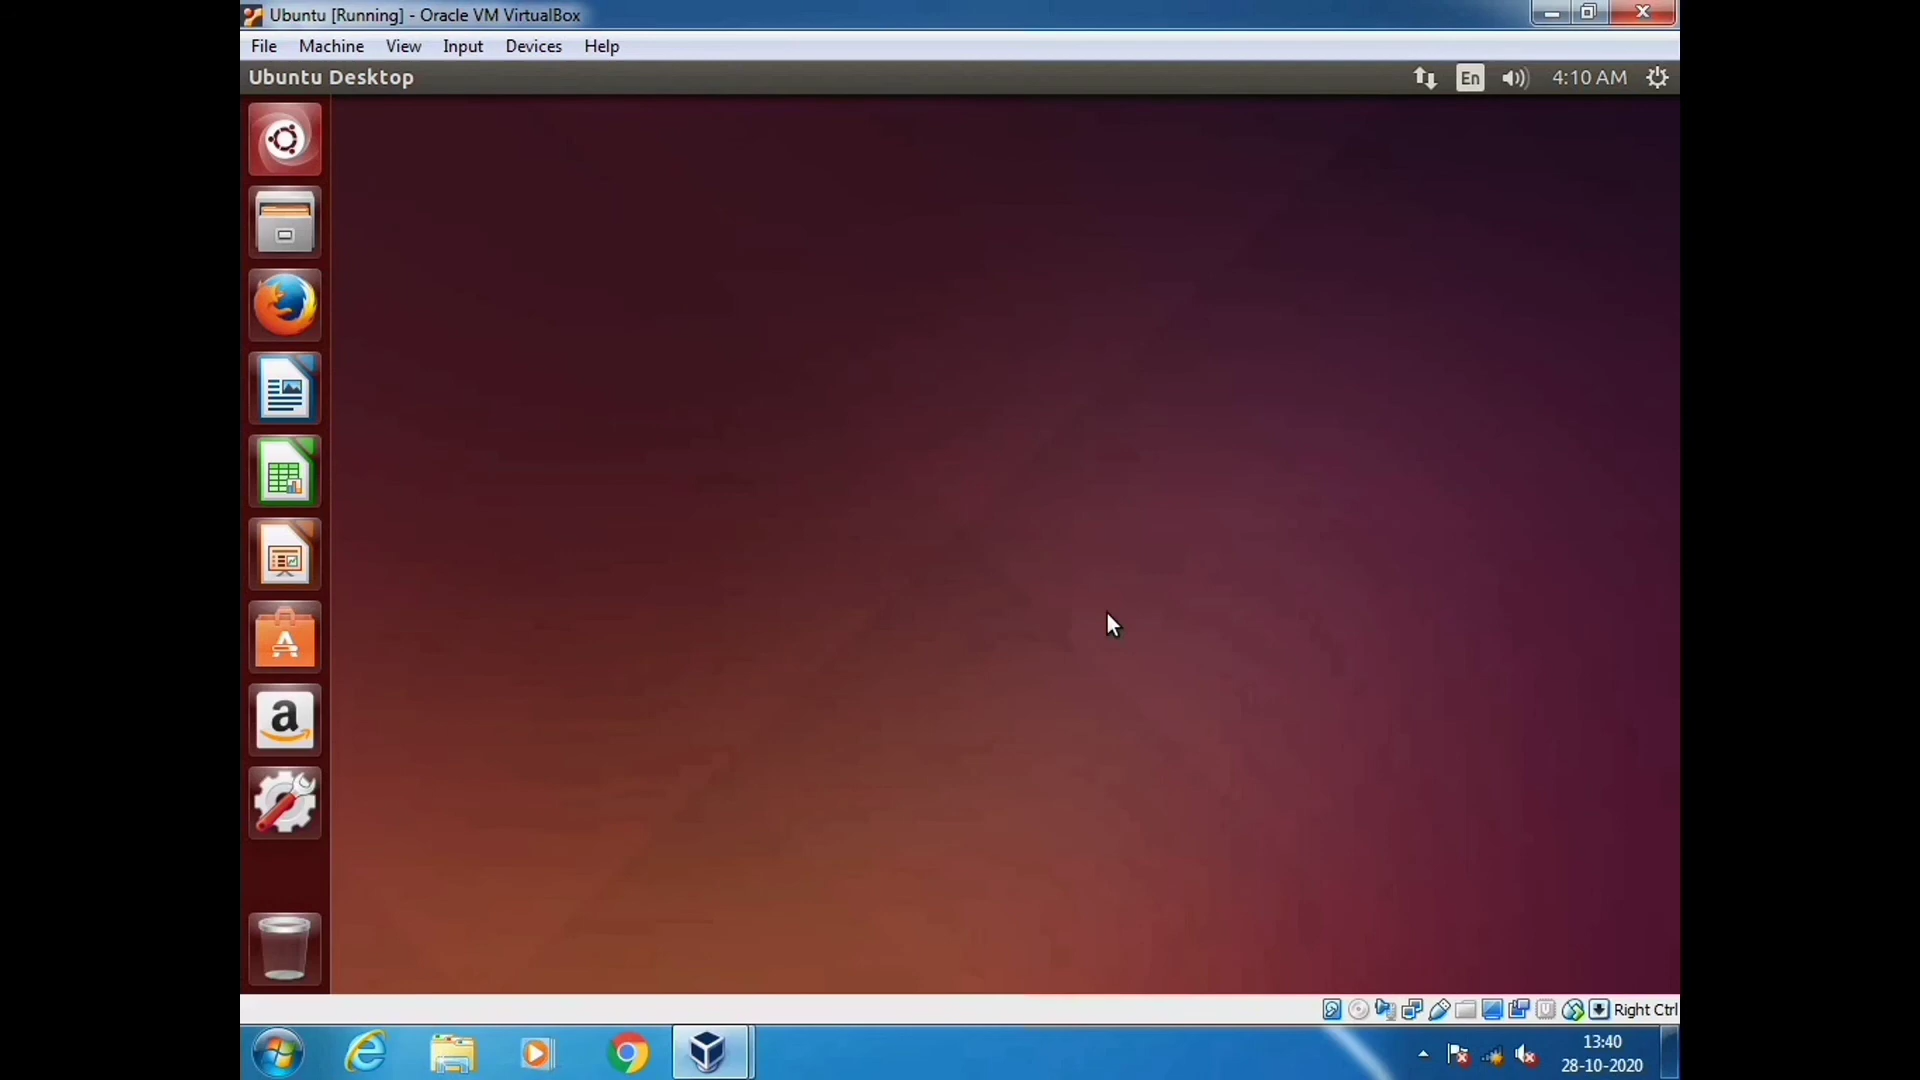 Ubuntu [Running] - Oracle VM VirtualBox
File Machine View Input Devices Help
Ubuntu Desktop
En
4:10 AM
A
a
Right Ctrl
13:40
28-10-2020